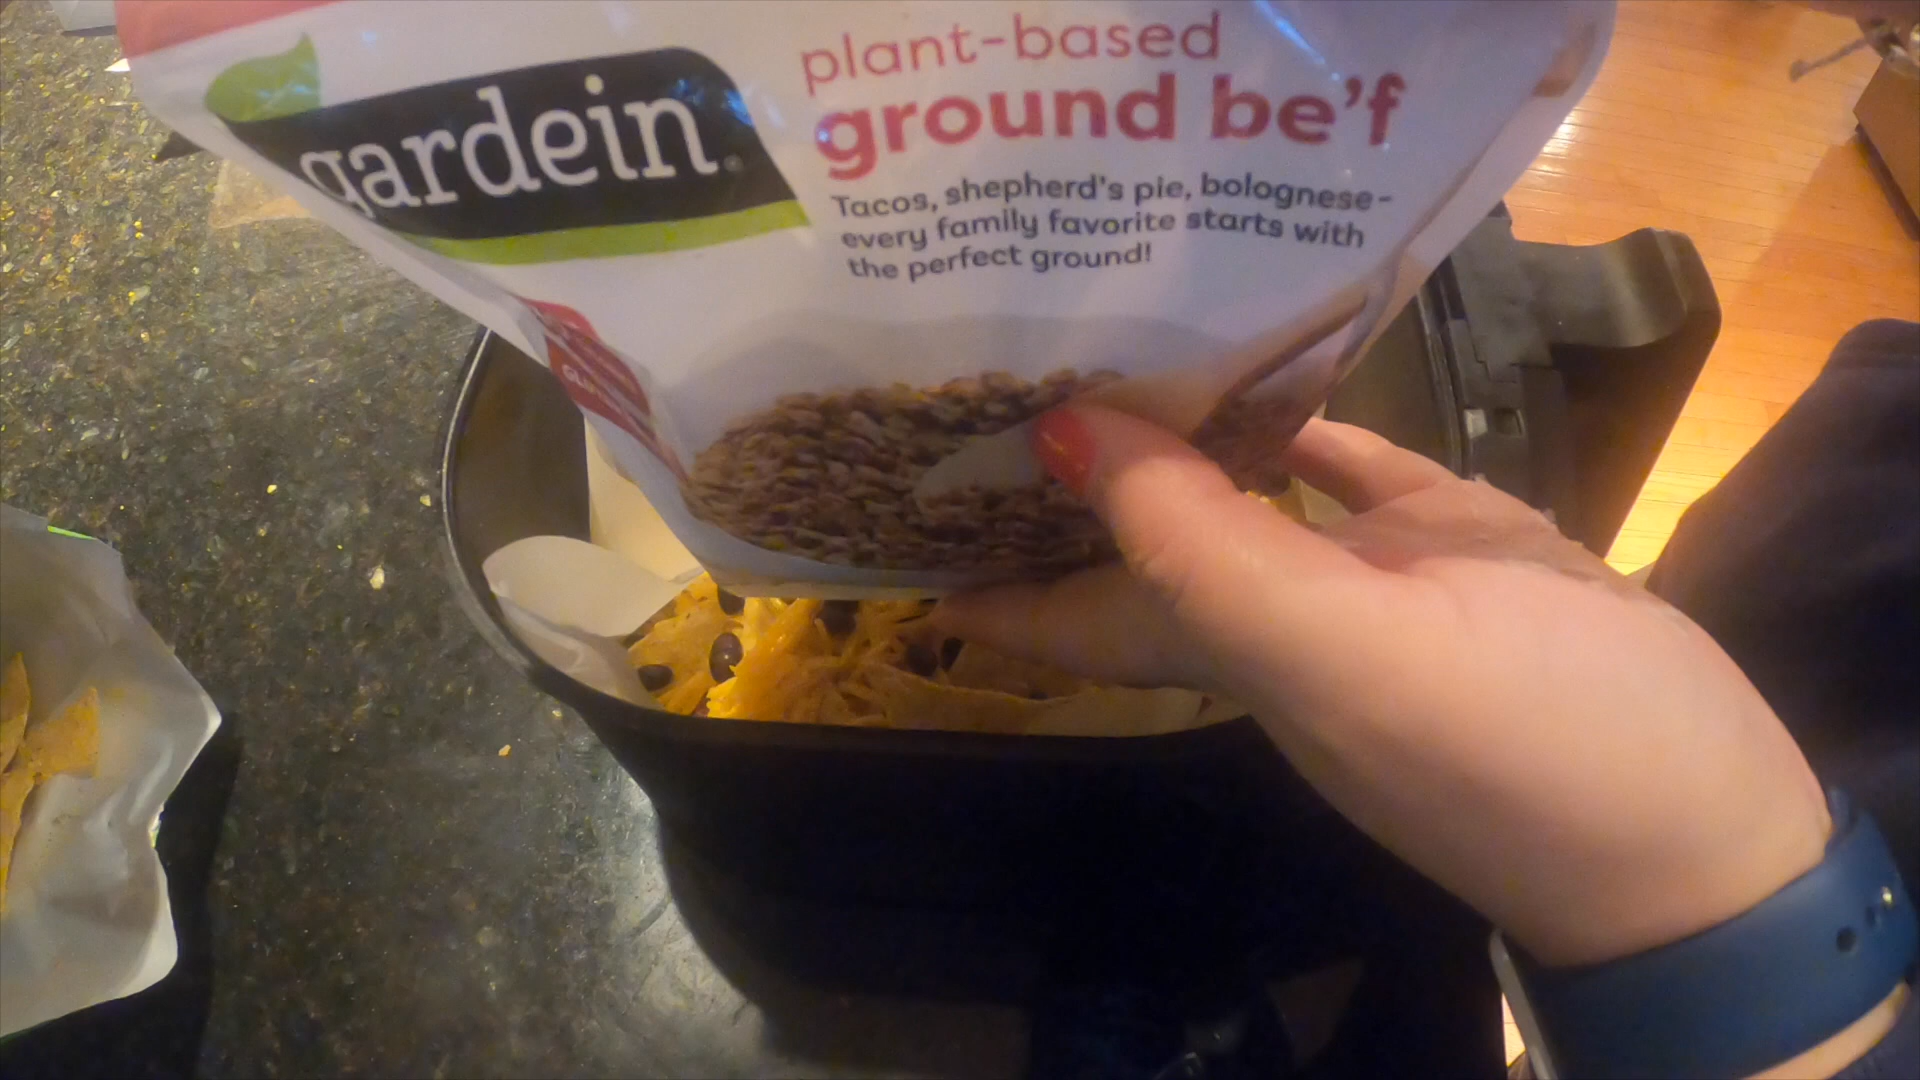 gardein
plant-based
ground be'f
Tacos, shepherd's pie, bolognese-
every family favorite starts with
the perfect ground!